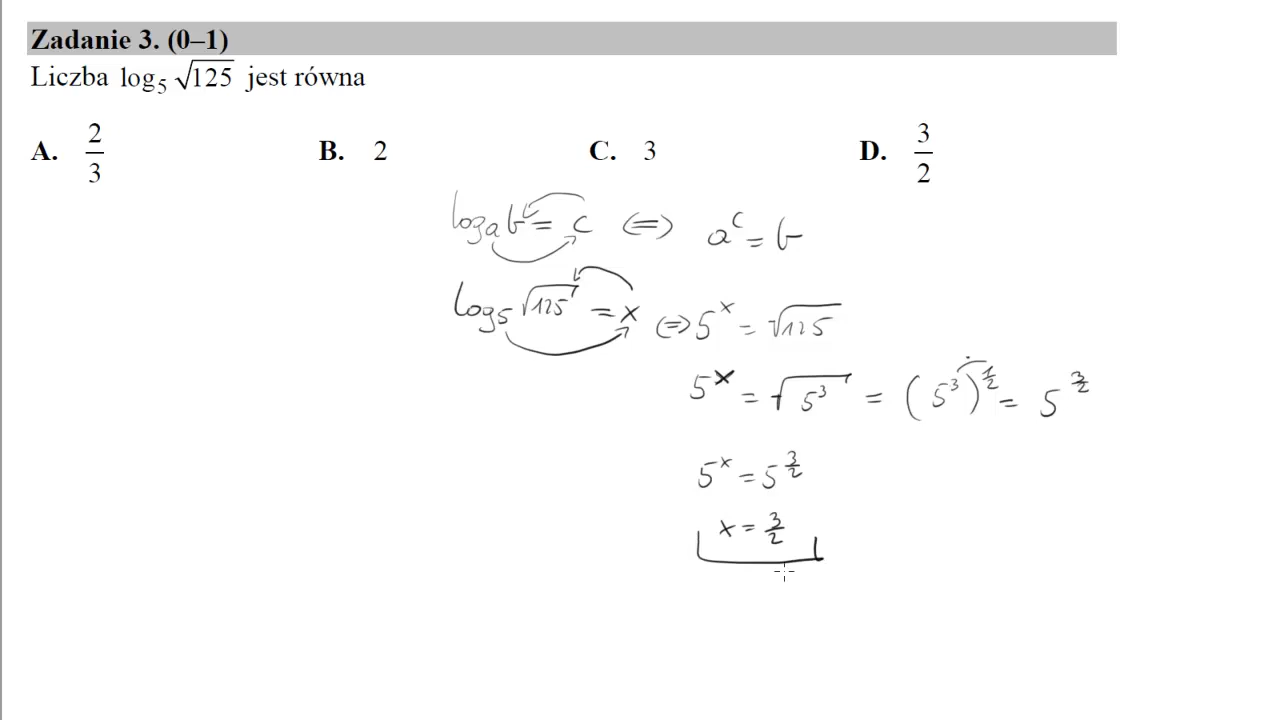 Zadanie 3. (0–1)
Liczba log₅ √125 jest równa
A. 2/3 B. 2 C. 3 D. 3/2
logₐ b = c ⇔ aᶜ = b
log₅ √125 = x ⇔ 5ˣ = √125
5ˣ = √5³ = (5³)^½ = 5^(3/2)
5ˣ = 5^(3/2)
x = 3/2